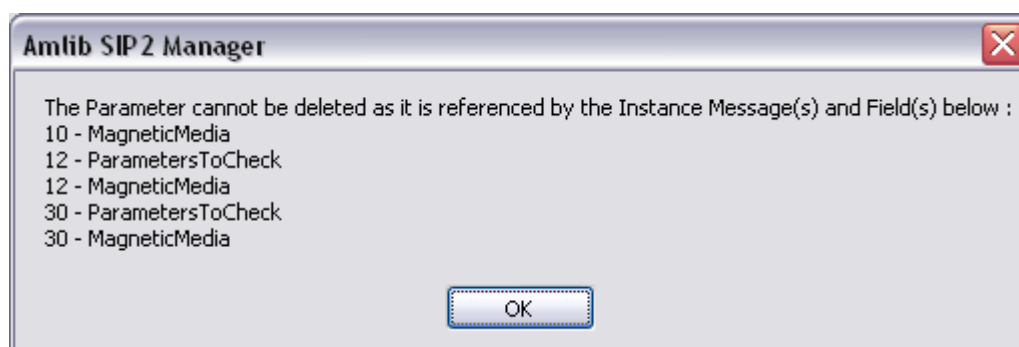 Amlib SIP2 Manager
The Parameter cannot be deleted as it is referenced by the Instance Message(s) and Field(s) below :
10 - MagneticMedia
12 - ParametersToCheck
12 - MagneticMedia
30 - ParametersToCheck
30 - MagneticMedia
OK